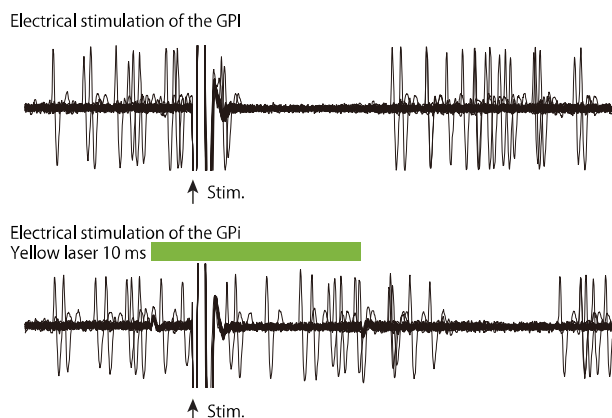 Electrical stimulation of the GPI
↑ Stim.
Electrical stimulation of the GPi
Yellow laser 10 ms
↑ Stim.